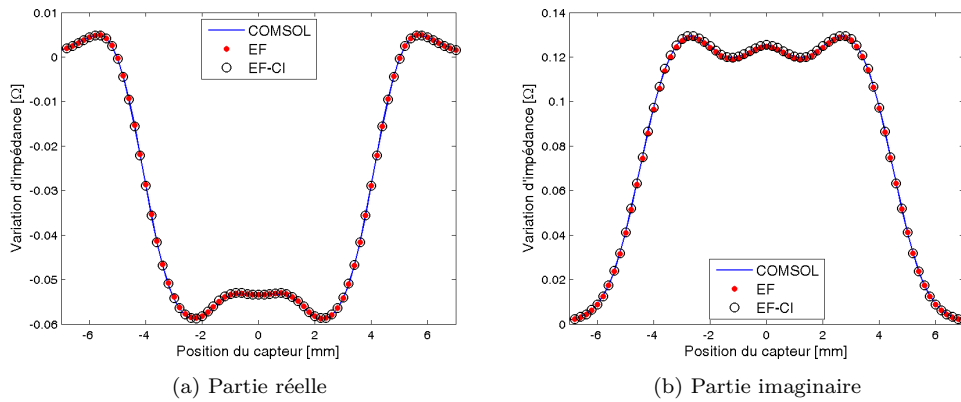 0.01
0
-0.01
-0.02
-0.03
-0.04
-0.05
-0.06
Variation d'impédance [Ω]
COMSOL
EF
EF-CI
-6
-4
-2
0
2
4
6
Position du capteur [mm]
(a) Partie réelle
0.14
0.12
0.1
0.08
0.06
0.04
0.02
0
Variation d'impédance [Ω]
COMSOL
EF
EF-CI
-6
-4
-2
0
2
4
6
Position du capteur [mm]
(b) Partie imaginaire